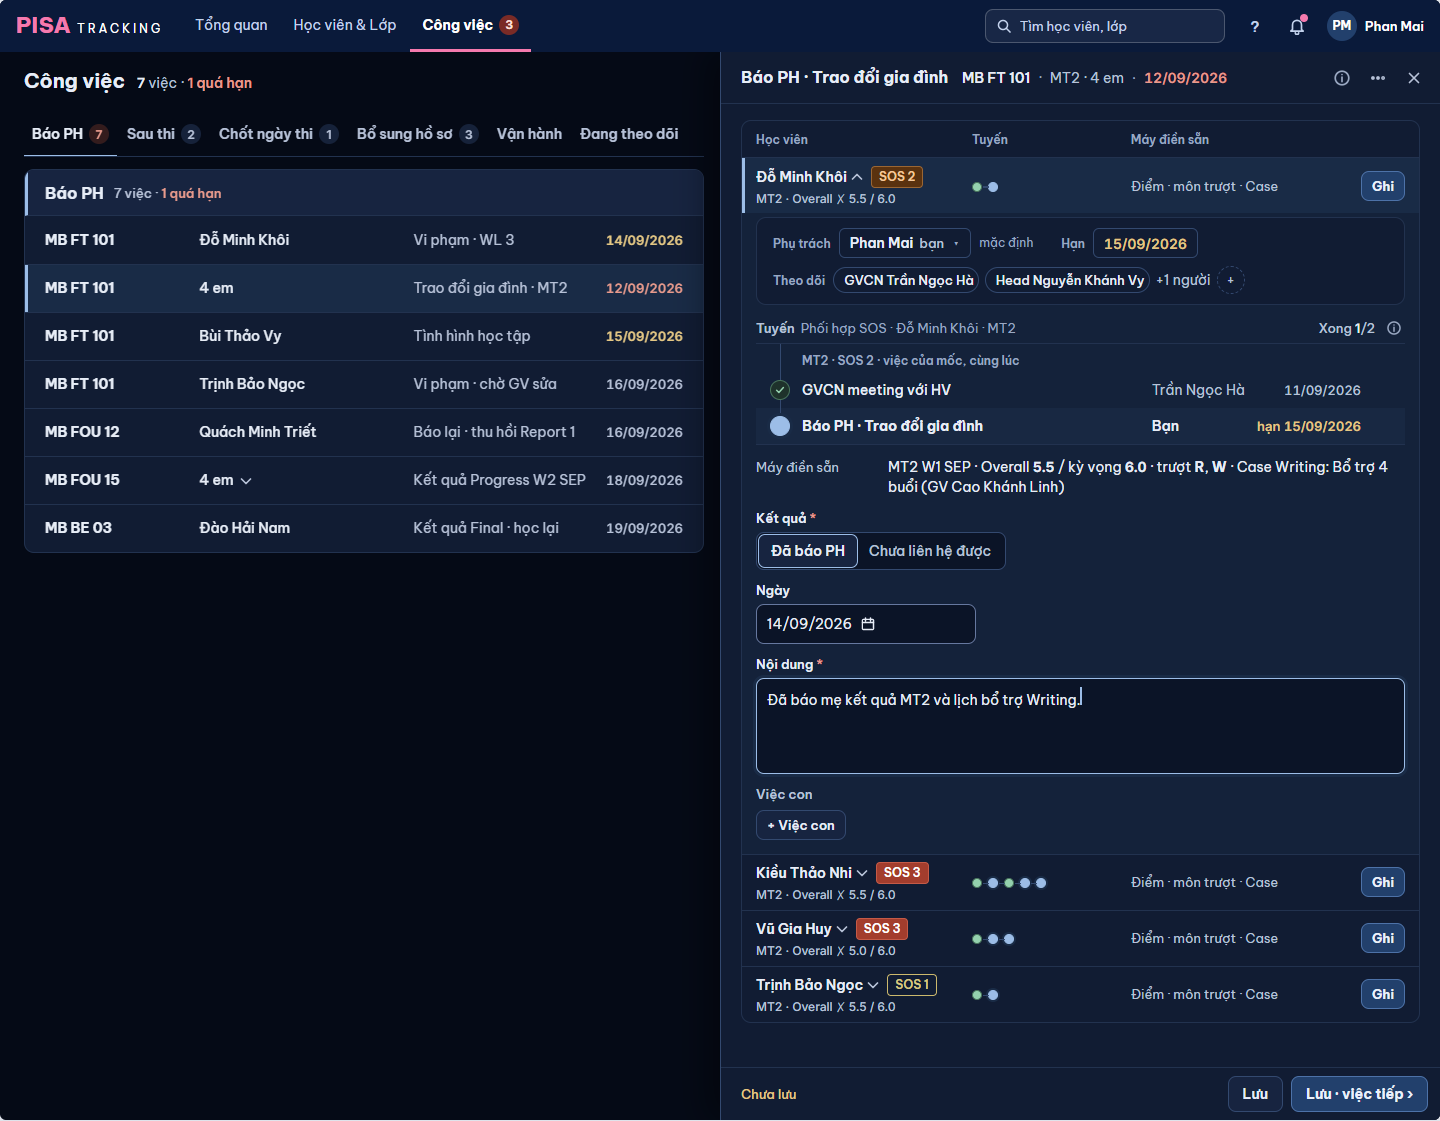 PISA TRACKING
Tổng quan
Học viên & Lớp
Công việc 3
Tìm học viên, lớp
?
PM Phan Mai
Công việc 7 việc · 1 quá hạn
Báo PH 7
Sau thi 2
Chốt ngày thi 1
Bổ sung hồ sơ 3
Vận hành
Đang theo dõi
Báo PH 7 việc · 1 quá hạn
MB FT 101 Đỗ Minh Khôi Vi phạm · WL 3 14/09/2026
MB FT 101 4 em Trao đổi gia đình · MT2 12/09/2026
MB FT 101 Bùi Thảo Vy Tình hình học tập 15/09/2026
MB FT 101 Trịnh Bảo Ngọc Vi phạm · chờ GV sửa 16/09/2026
MB FOU 12 Quách Minh Triết Báo lại · thu hồi Report 1 16/09/2026
MB FOU 15 4 em Kết quả Progress W2 SEP 18/09/2026
MB BE 03 Đào Hải Nam Kết quả Final · học lại 19/09/2026
Báo PH · Trao đổi gia đình MB FT 101 · MT2 · 4 em · 12/09/2026
Học viên Tuyến Máy điền sẵn
Đỗ Minh Khôi SOS 2
MT2 · Overall ✗ 5.5 / 6.0
Điểm · môn trượt · Case
Ghi
Phụ trách Phan Mai bạn mặc định Hạn 15/09/2026
Theo dõi GVCN Trần Ngọc Hà Head Nguyễn Khánh Vy +1 người +
Tuyến Phối hợp SOS · Đỗ Minh Khôi · MT2 Xong 1/2
MT2 · SOS 2 · việc của mốc, cùng lúc
GVCN meeting với HV Trần Ngọc Hà 11/09/2026
Báo PH · Trao đổi gia đình Bạn hạn 15/09/2026
Máy điền sẵn MT2 W1 SEP · Overall 5.5 / kỳ vọng 6.0 · trượt R, W · Case Writing: Bổ trợ 4
buổi (GV Cao Khánh Linh)
Kết quả *
Đã báo PH Chưa liên hệ được
Ngày
14/09/2026
Nội dung *
Đã báo mẹ kết quả MT2 và lịch bổ trợ Writing.
Việc con
+ Việc con
Kiều Thảo Nhi SOS 3
MT2 · Overall ✗ 5.5 / 6.0
Điểm · môn trượt · Case
Ghi
Vũ Gia Huy SOS 3
MT2 · Overall ✗ 5.0 / 6.0
Điểm · môn trượt · Case
Ghi
Trịnh Bảo Ngọc SOS 1
MT2 · Overall ✗ 5.5 / 6.0
Điểm · môn trượt · Case
Ghi
Chưa lưu
Lưu
Lưu · việc tiếp ›